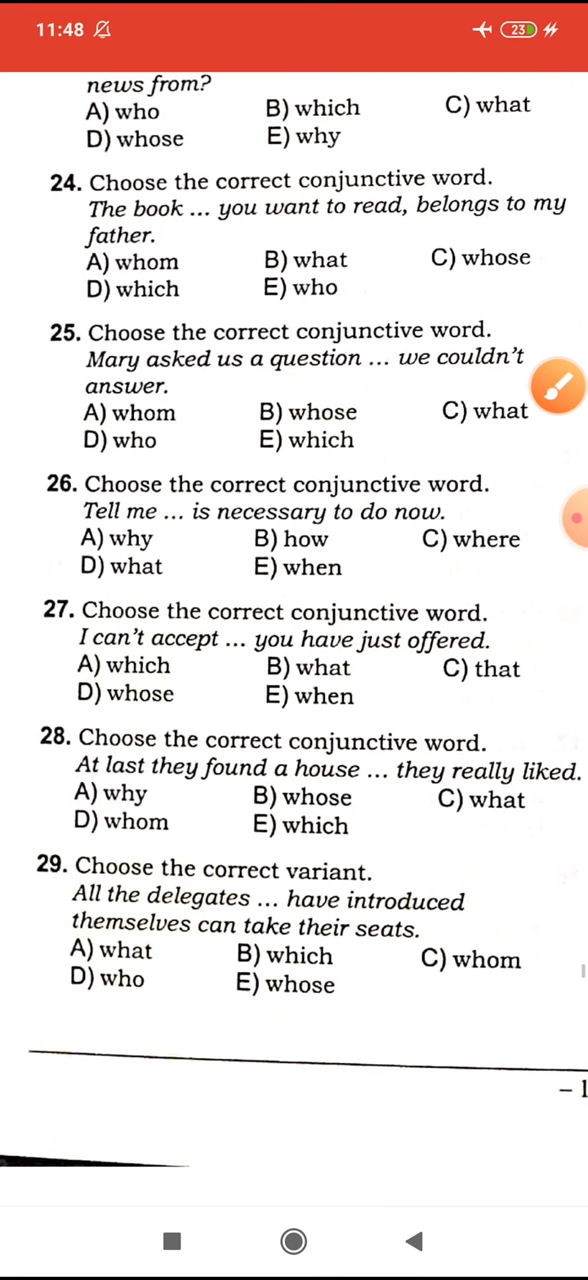 11:48
23
news from?
A) who B) which C) what
D) whose E) why
24. Choose the correct conjunctive word.
The book ... you want to read, belongs to my
father.
A) whom B) what C) whose
D) which E) who
25. Choose the correct conjunctive word.
Mary asked us a question ... we couldn't
answer.
A) whom B) whose C) what
D) who E) which
26. Choose the correct conjunctive word.
Tell me ... is necessary to do now.
A) why B) how C) where
D) what E) when
27. Choose the correct conjunctive word.
I can't accept ... you have just offered.
A) which B) what C) that
D) whose E) when
28. Choose the correct conjunctive word.
At last they found a house ... they really liked.
A) why B) whose C) what
D) whom E) which
29. Choose the correct variant.
All the delegates ... have introduced
themselves can take their seats.
A) what B) which C) whom
D) who E) whose